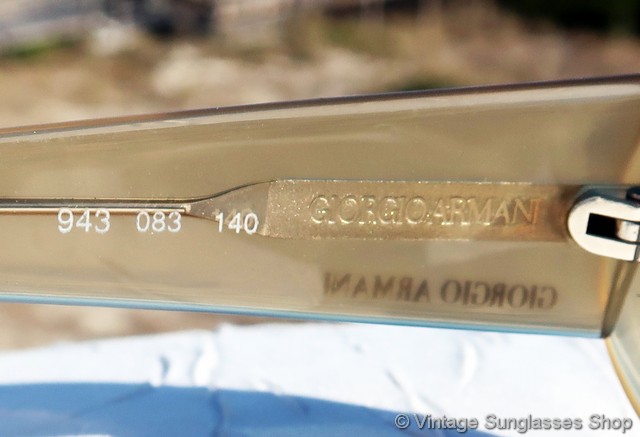 943 083 140 GIORGIO ARMANI
GIORGIO ARMANI
© Vintage Sunglasses Shop